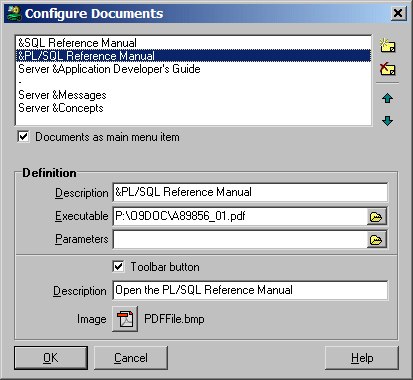 Configure Documents
&SQL Reference Manual
&PL/SQL Reference Manual
Server &Application Developer's Guide
-
Server &Messages
Server &Concepts
Documents as main menu item
Definition
Description &PL/SQL Reference Manual
Executable P:\O9DOC\A89856_01.pdf
Parameters
Toolbar button
Description Open the PL/SQL Reference Manual
Image PDFFile.bmp
OK Cancel Help